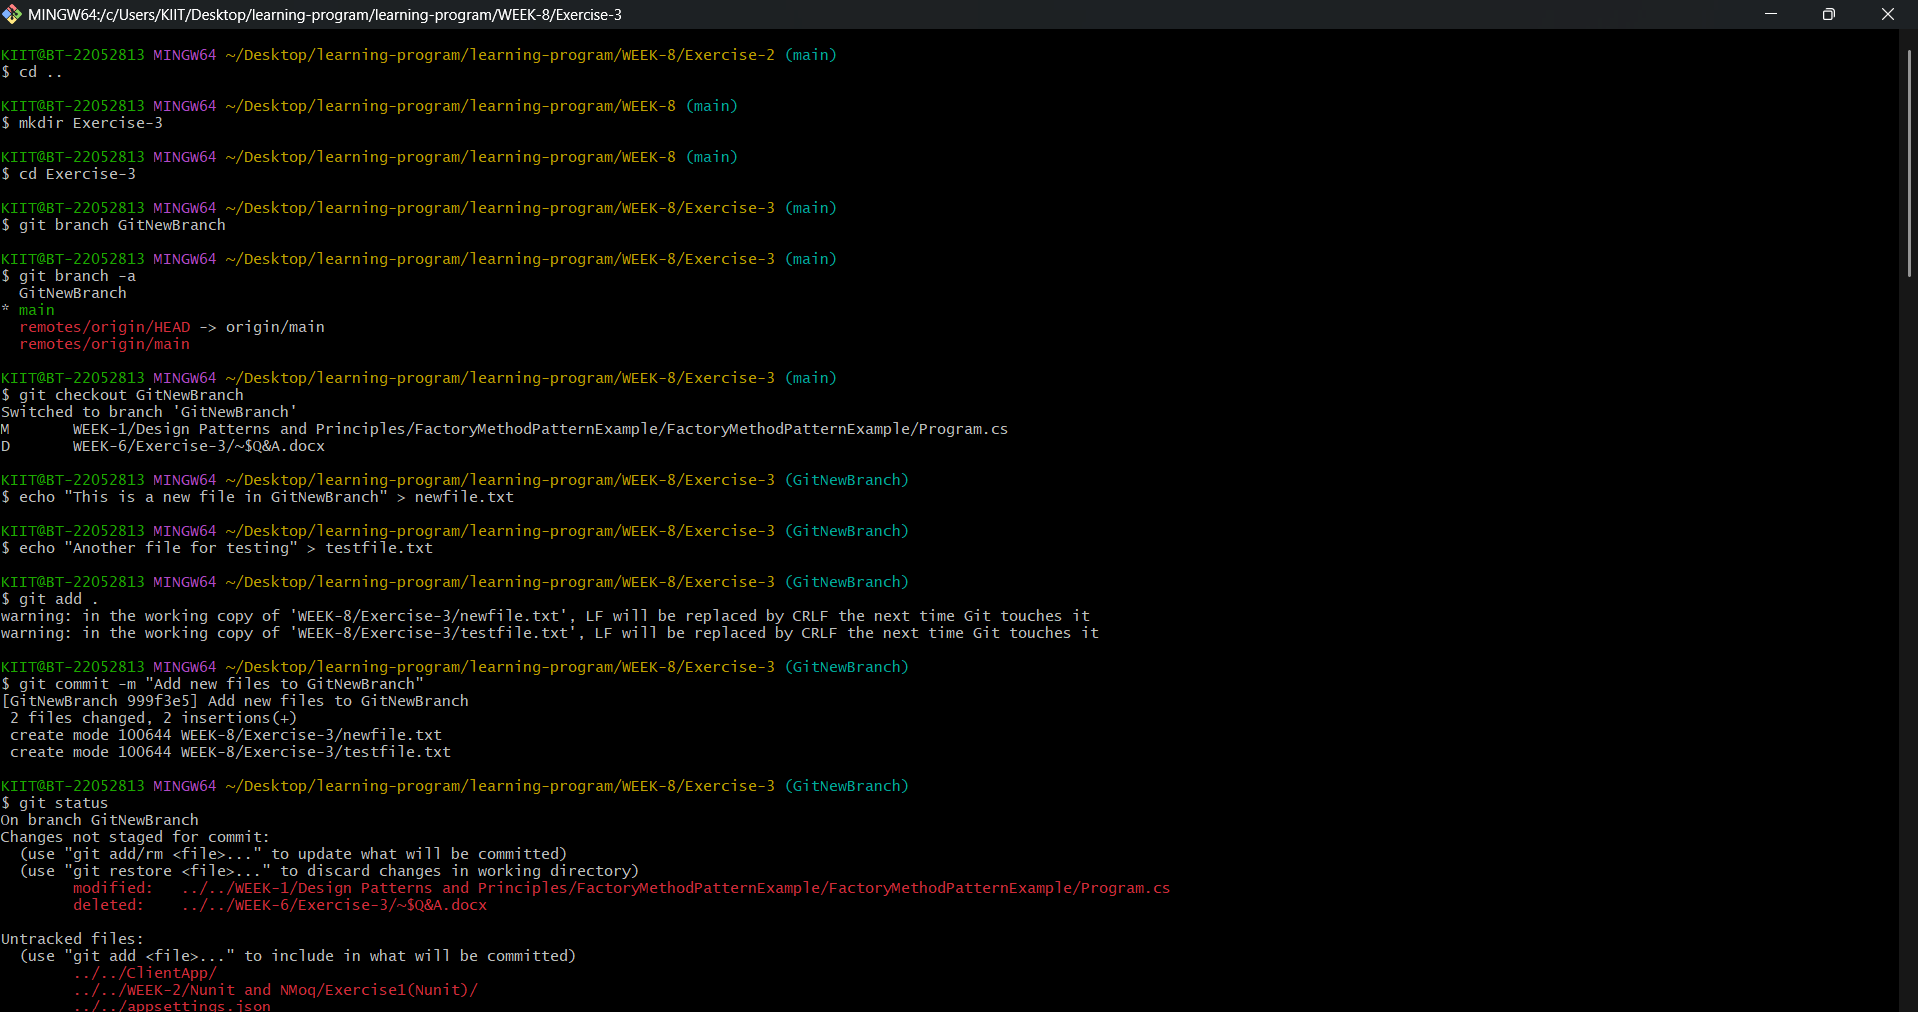 MINGW64:/c/Users/KIIT/Desktop/learning-program/learning-program/WEEK-8/Exercise-3
KIIT@BT-22052813 MINGW64 ~/Desktop/learning-program/learning-program/WEEK-8/Exercise-2 (main)
$ cd ..
KIIT@BT-22052813 MINGW64 ~/Desktop/learning-program/learning-program/WEEK-8 (main)
$ mkdir Exercise-3
KIIT@BT-22052813 MINGW64 ~/Desktop/learning-program/learning-program/WEEK-8 (main)
$ cd Exercise-3
KIIT@BT-22052813 MINGW64 ~/Desktop/learning-program/learning-program/WEEK-8/Exercise-3 (main)
$ git branch GitNewBranch
KIIT@BT-22052813 MINGW64 ~/Desktop/learning-program/learning-program/WEEK-8/Exercise-3 (main)
$ git branch -a
  GitNewBranch
* main
  remotes/origin/HEAD -> origin/main
  remotes/origin/main
KIIT@BT-22052813 MINGW64 ~/Desktop/learning-program/learning-program/WEEK-8/Exercise-3 (main)
$ git checkout GitNewBranch
Switched to branch 'GitNewBranch'
M       WEEK-1/Design Patterns and Principles/FactoryMethodPatternExample/FactoryMethodPatternExample/Program.cs
D       WEEK-6/Exercise-3/~$Q&A.docx
KIIT@BT-22052813 MINGW64 ~/Desktop/learning-program/learning-program/WEEK-8/Exercise-3 (GitNewBranch)
$ echo "This is a new file in GitNewBranch" > newfile.txt
KIIT@BT-22052813 MINGW64 ~/Desktop/learning-program/learning-program/WEEK-8/Exercise-3 (GitNewBranch)
$ echo "Another file for testing" > testfile.txt
KIIT@BT-22052813 MINGW64 ~/Desktop/learning-program/learning-program/WEEK-8/Exercise-3 (GitNewBranch)
$ git add .
warning: in the working copy of 'WEEK-8/Exercise-3/newfile.txt', LF will be replaced by CRLF the next time Git touches it
warning: in the working copy of 'WEEK-8/Exercise-3/testfile.txt', LF will be replaced by CRLF the next time Git touches it
KIIT@BT-22052813 MINGW64 ~/Desktop/learning-program/learning-program/WEEK-8/Exercise-3 (GitNewBranch)
$ git commit -m "Add new files to GitNewBranch"
[GitNewBranch 999f3e5] Add new files to GitNewBranch
 2 files changed, 2 insertions(+)
 create mode 100644 WEEK-8/Exercise-3/newfile.txt
 create mode 100644 WEEK-8/Exercise-3/testfile.txt
KIIT@BT-22052813 MINGW64 ~/Desktop/learning-program/learning-program/WEEK-8/Exercise-3 (GitNewBranch)
$ git status
On branch GitNewBranch
Changes not staged for commit:
  (use "git add/rm <file>..." to update what will be committed)
  (use "git restore <file>..." to discard changes in working directory)
        modified:   ../../WEEK-1/Design Patterns and Principles/FactoryMethodPatternExample/FactoryMethodPatternExample/Program.cs
        deleted:    ../../WEEK-6/Exercise-3/~$Q&A.docx
Untracked files:
  (use "git add <file>..." to include in what will be committed)
        ../../ClientApp/
        ../../WEEK-2/Nunit and NMoq/Exercise1(Nunit)/
        ../../appsettings.json